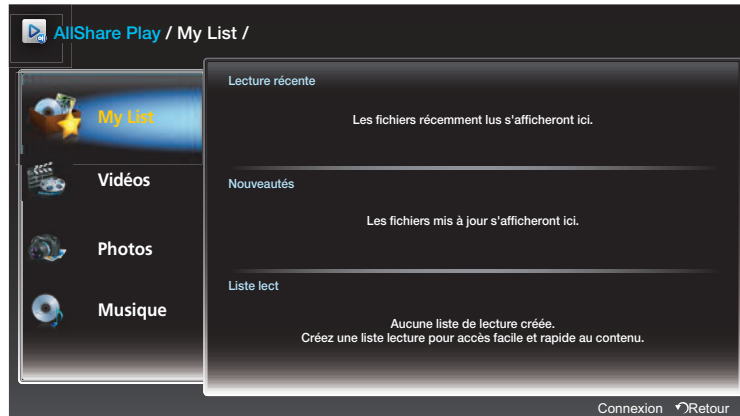 AllShare Play / My List /
My List
Vidéos
Photos
Musique
Lecture récente
Les fichiers récemment lus s'afficheront ici.
Nouveautés
Les fichiers mis à jour s'afficheront ici.
Liste lect
Aucune liste de lecture créée.
Créez une liste lecture pour accès facile et rapide au contenu.
Connexion Retour